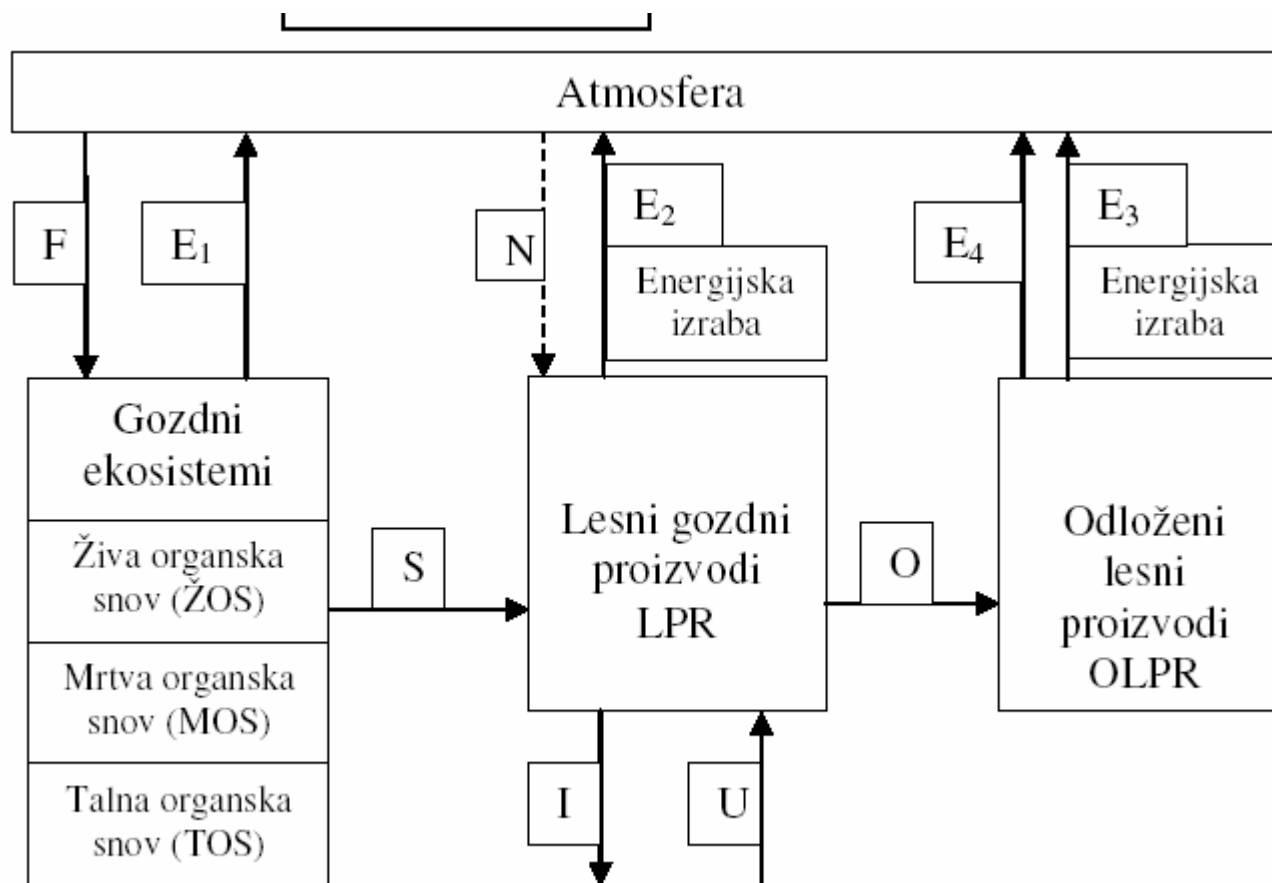 Atmosfera
F
E₁
N
E₂
E₄
E₃
Energijska
izraba
Energijska
izraba
Gozdni
ekosistemi
Živa organska
snov (ŽOS)
Mrtva organska
snov (MOS)
Talna organska
snov (TOS)
S
Lesni gozdni
proizvodi
LPR
O
Odloženi
lesni
proizvodi
OLPR
I
U